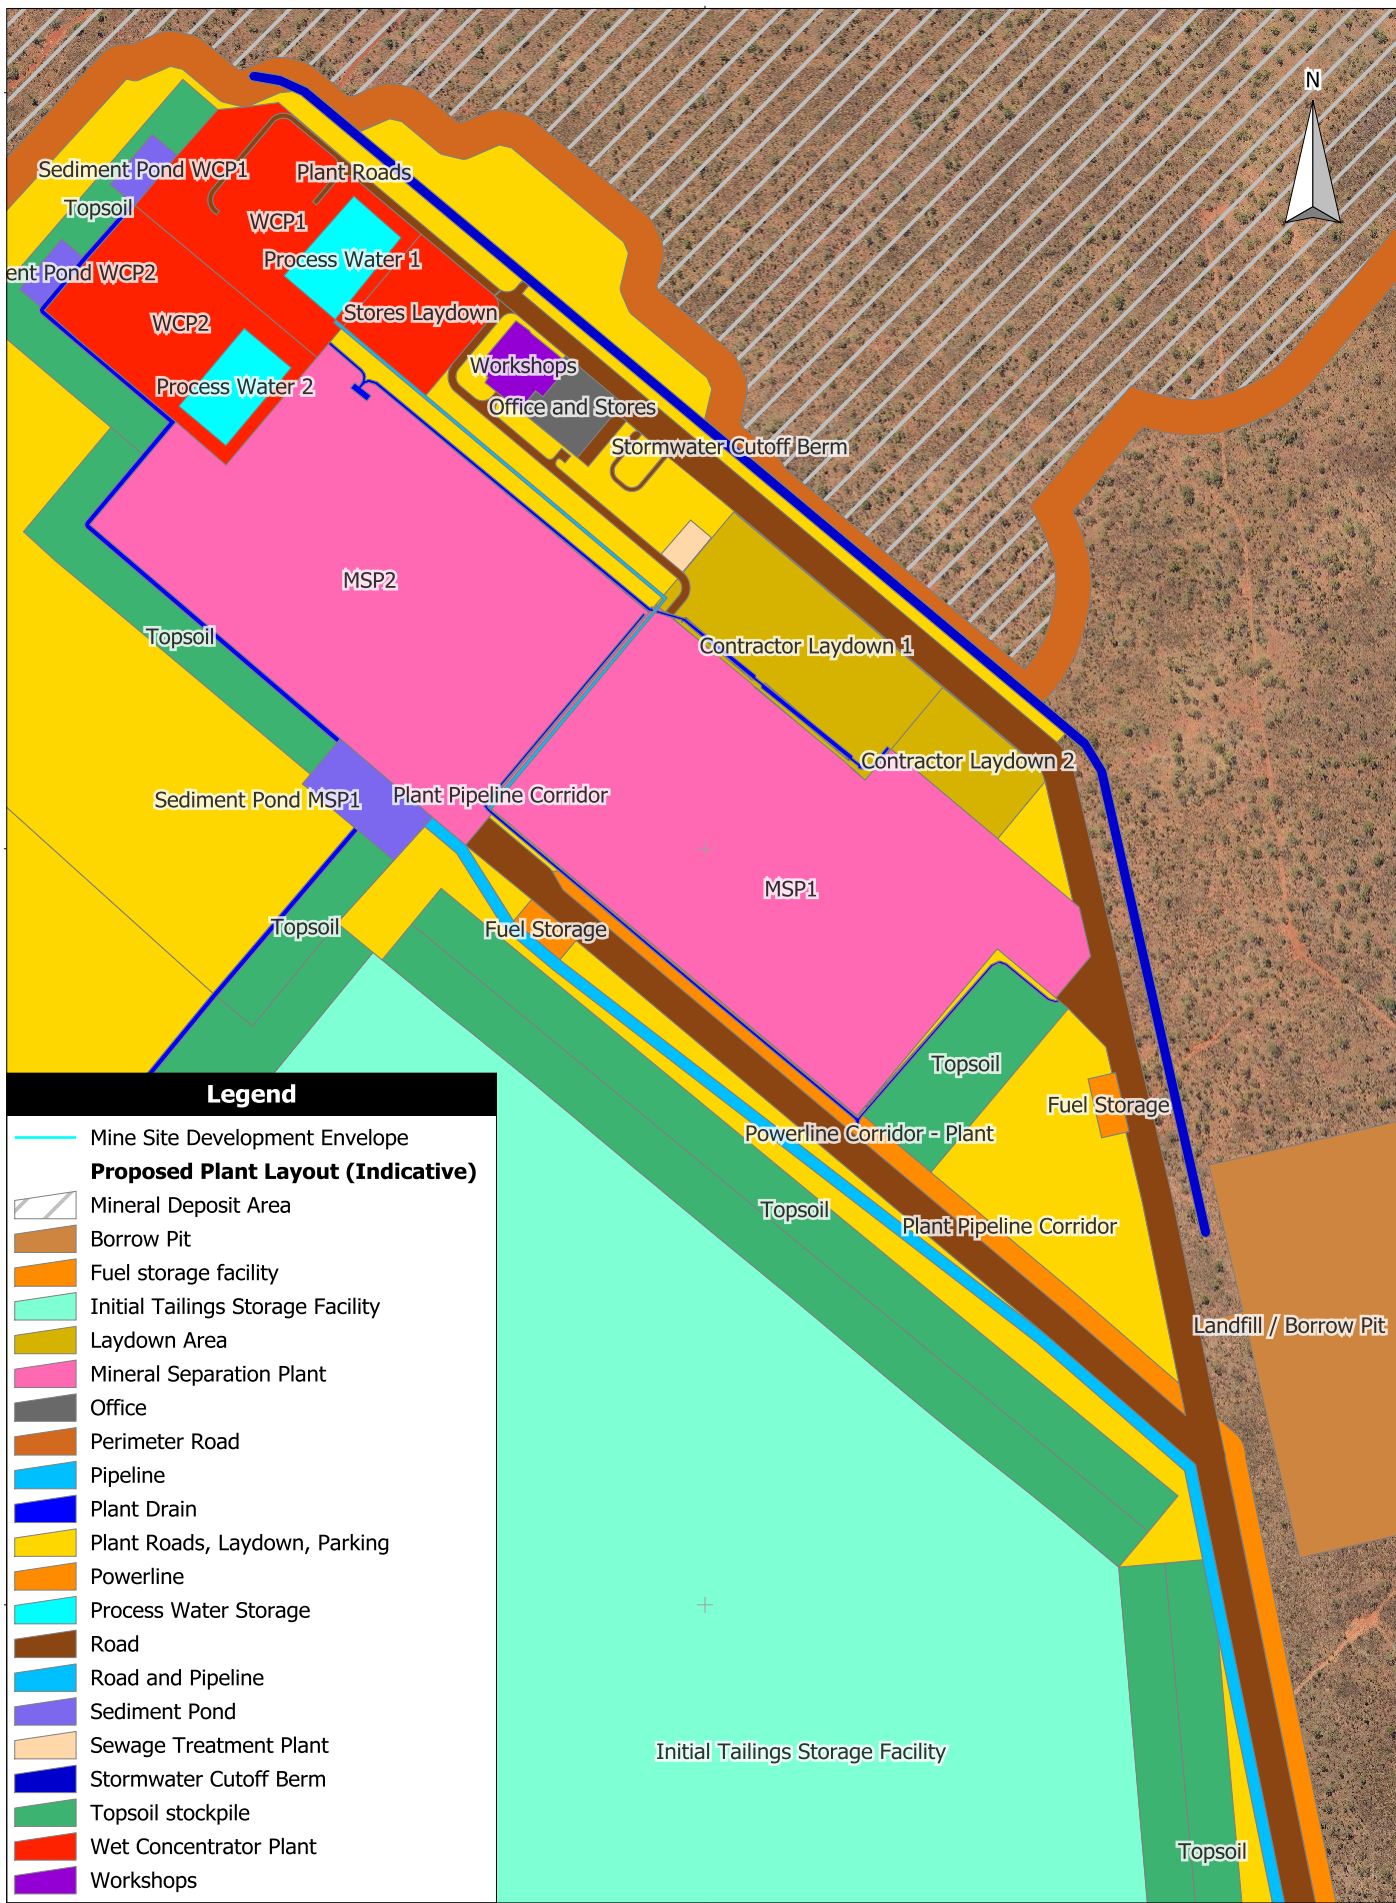 N
Sediment Pond WCP1
Plant Roads
Topsoil
WCP1
Process Water 1
ent Pond WCP2
Stores Laydown
WCP2
Workshops
Process Water 2
Office and Stores
Stormwater Cutoff Berm
MSP2
Topsoil
Contractor Laydown 1
Contractor Laydown 2
Plant Pipeline Corridor
Sediment Pond MSP1
MSP1
Topsoil
Fuel Storage
Topsoil
Fuel Storage
Powerline Corridor - Plant
Topsoil
Plant Pipeline Corridor
Landfill / Borrow Pit
Initial Tailings Storage Facility
Topsoil
Legend
Mine Site Development Envelope
Proposed Plant Layout (Indicative)
Mineral Deposit Area
Borrow Pit
Fuel storage facility
Initial Tailings Storage Facility
Laydown Area
Mineral Separation Plant
Office
Perimeter Road
Pipeline
Plant Drain
Plant Roads, Laydown, Parking
Powerline
Process Water Storage
Road
Road and Pipeline
Sediment Pond
Sewage Treatment Plant
Stormwater Cutoff Berm
Topsoil stockpile
Wet Concentrator Plant
Workshops